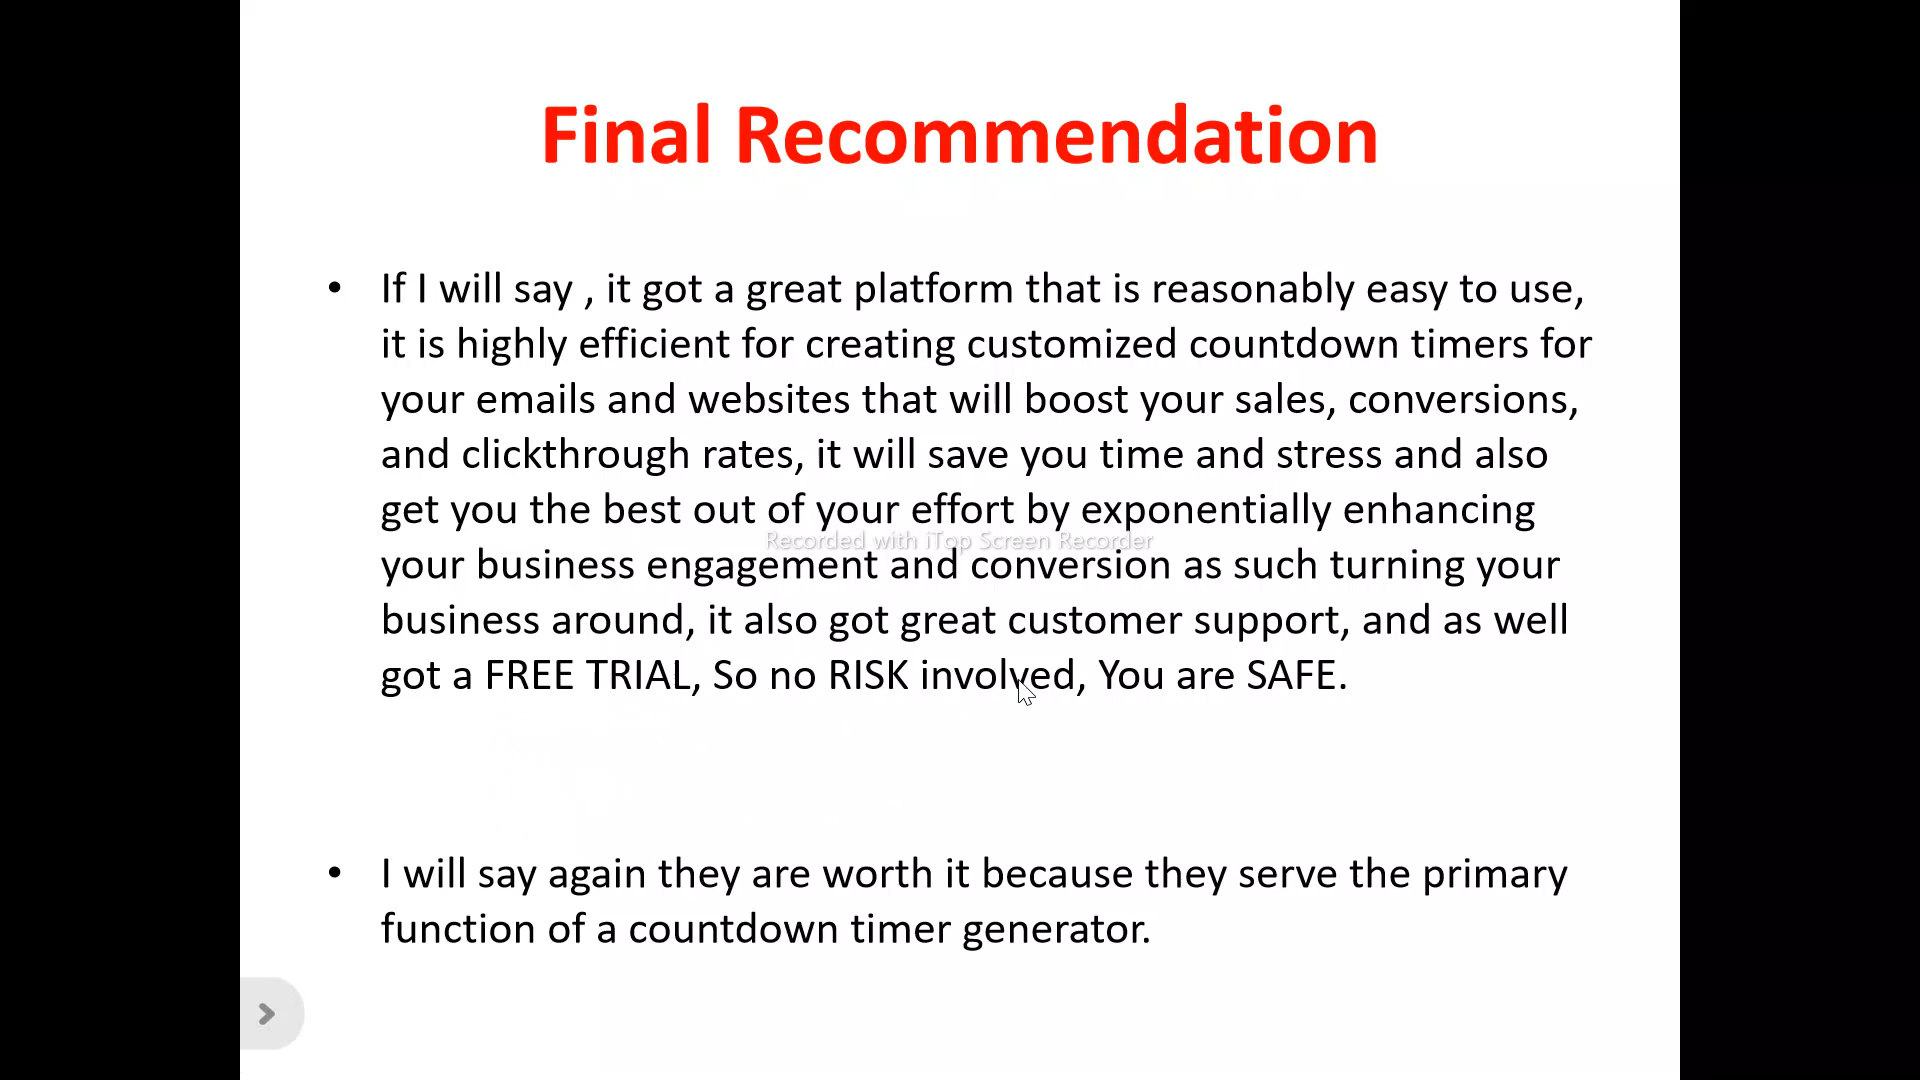 Final Recommendation
• If I will say , it got a great platform that is reasonably easy to use,
it is highly efficient for creating customized countdown timers for
your emails and websites that will boost your sales, conversions,
and clickthrough rates, it will save you time and stress and also
get you the best out of your effort by exponentially enhancing
Recorded with iTop Screen Recorder
your business engagement and conversion as such turning your
business around, it also got great customer support, and as well
got a FREE TRIAL, So no RISK involved, You are SAFE.
• I will say again they are worth it because they serve the primary
function of a countdown timer generator.